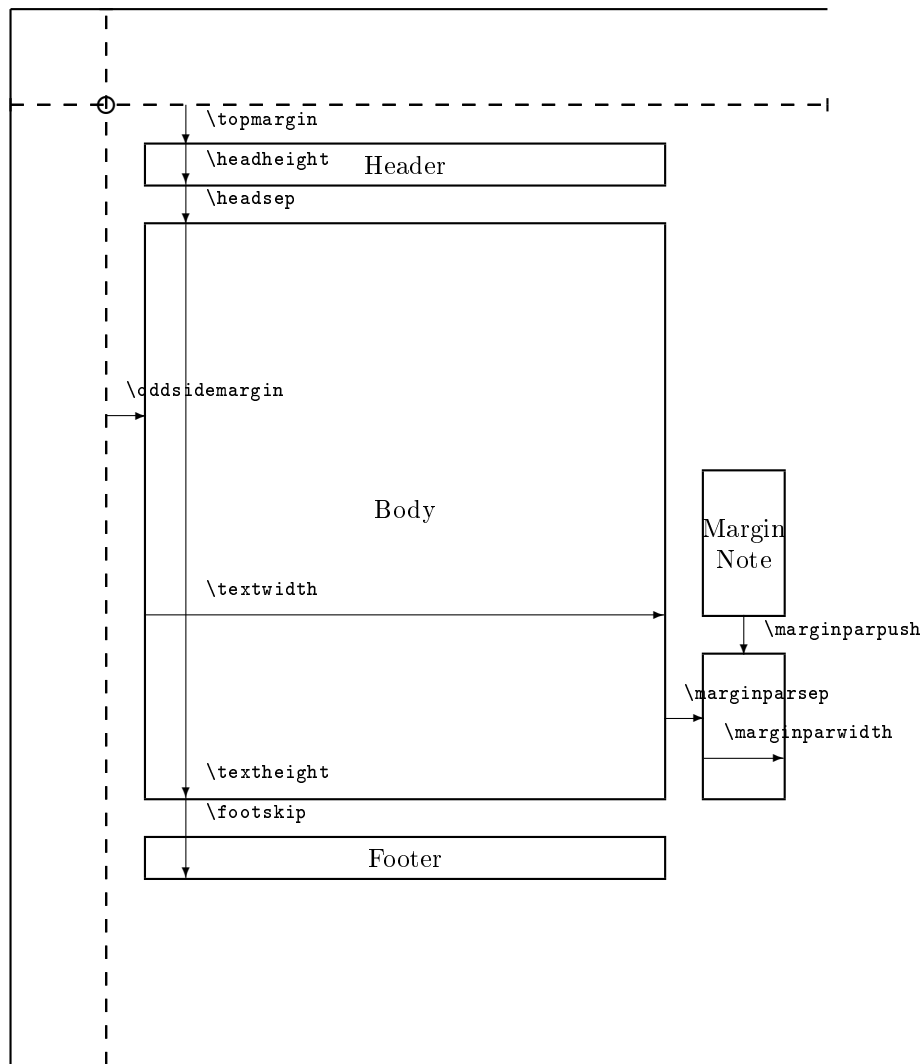 \topmargin
\headheight
Header
\headsep
\oddsidemargin
Body
Margin
Note
\textwidth
\marginparpush
\marginparsep
\marginparwidth
\textheight
\footskip
Footer